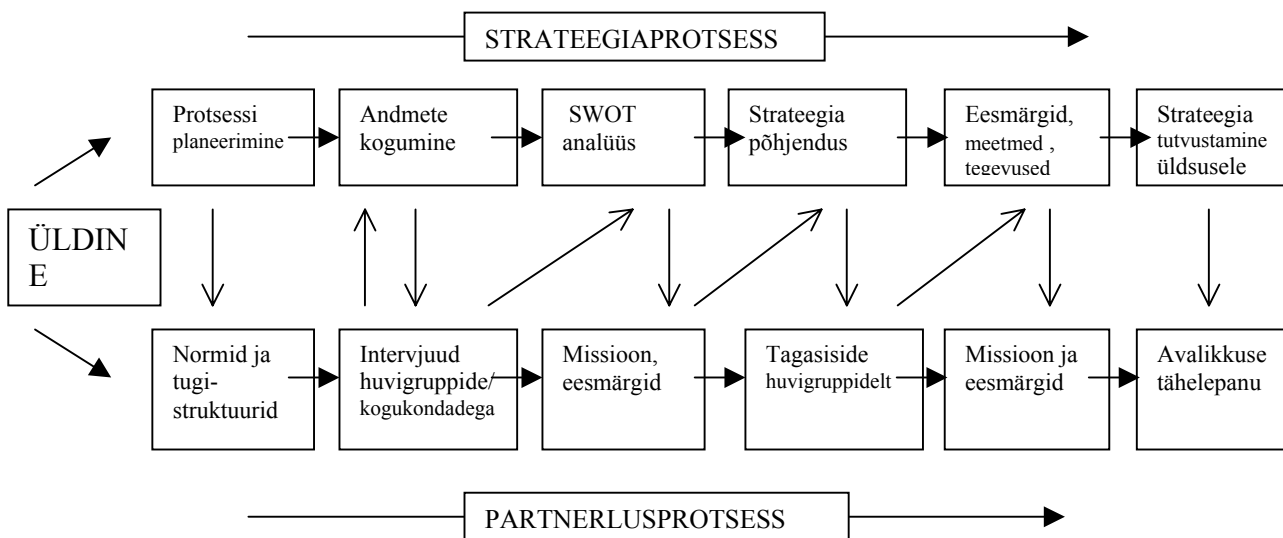 STRATEEGIAPROTSESS
Protsessi
planeerimine
Andmete
kogumine
SWOT
analüüs
Strateegia
põhjendus
Eesmärgid,
meetmed ,
tegevused
Strateegia
tutvustamine
üldsusele
ÜLDIN
E
Normid ja
tugi-
struktuurid
Intervjuud
huvigruppide/
kogukondadega
Missioon,
eesmärgid
Tagasiside
huvigruppidelt
Missioon ja
eesmärgid
Avalikkuse
tähelepanu
PARTNERLUSPROTSESS